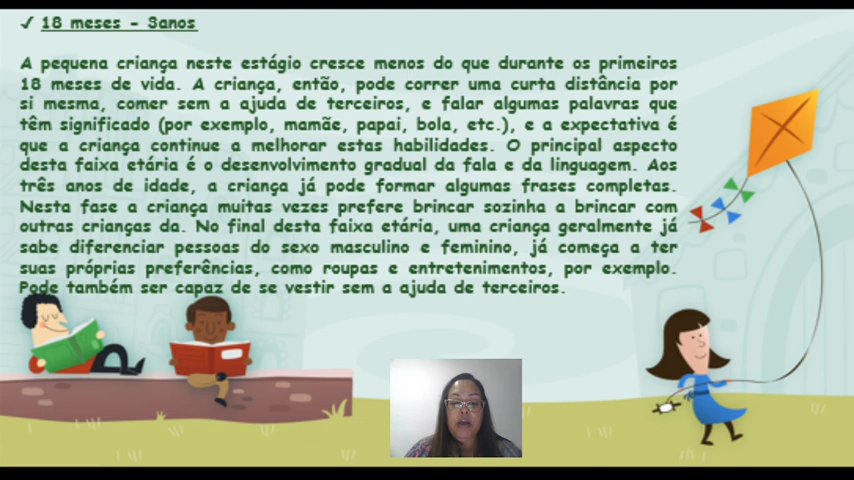 ✓ 18 meses - 3anos
A pequena criança neste estágio cresce menos do que durante os primeiros
18 meses de vida. A criança, então, pode correr uma curta distância por
si mesma, comer sem a ajuda de terceiros, e falar algumas palavras que
têm significado (por exemplo, mamãe, papai, bola, etc.), e a expectativa é
que a criança continue a melhorar estas habilidades. O principal aspecto
desta faixa etária é o desenvolvimento gradual da fala e da linguagem. Aos
três anos de idade, a criança já pode formar algumas frases completas.
Nesta fase a criança muitas vezes prefere brincar sozinha a brincar com
outras crianças da. No final desta faixa etária, uma criança geralmente já
sabe diferenciar pessoas do sexo masculino e feminino, já começa a ter
suas próprias preferências, como roupas e entretenimentos, por exemplo.
Pode também ser capaz de se vestir sem a ajuda de terceiros.